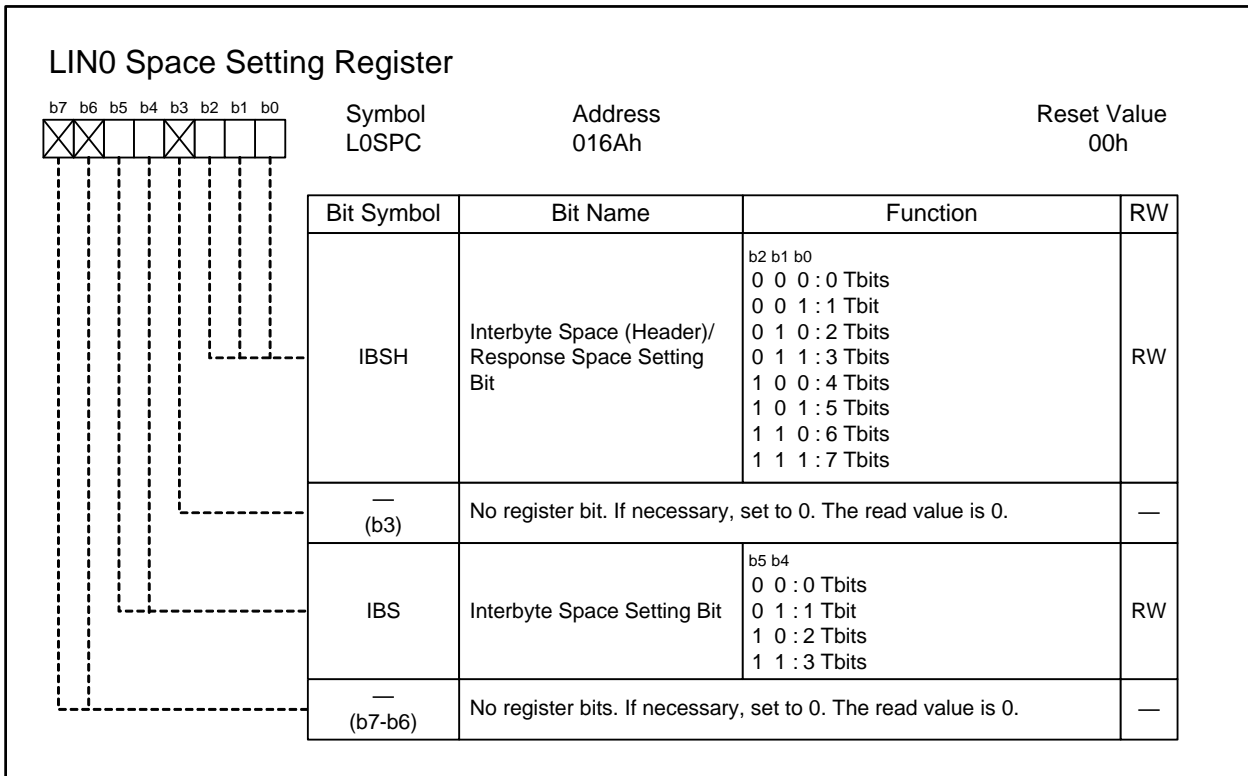 LIN0 Space Setting Register
b7 b6 b5 b4 b3 b2 b1 b0
Symbol Address Reset Value
L0SPC 016Ah 00h
Bit Symbol Bit Name Function RW
IBSH
Interbyte Space (Header)/
Response Space Setting
Bit
b2 b1 b0
0 0 0 : 0 Tbits
0 0 1 : 1 Tbit
0 1 0 : 2 Tbits
0 1 1 : 3 Tbits
1 0 0 : 4 Tbits
1 0 1 : 5 Tbits
1 1 0 : 6 Tbits
1 1 1 : 7 Tbits
RW
—
(b3)
No register bit. If necessary, set to 0. The read value is 0.
—
IBS
Interbyte Space Setting Bit
b5 b4
0 0 : 0 Tbits
0 1 : 1 Tbit
1 0 : 2 Tbits
1 1 : 3 Tbits
RW
—
(b7-b6)
No register bits. If necessary, set to 0. The read value is 0.
—